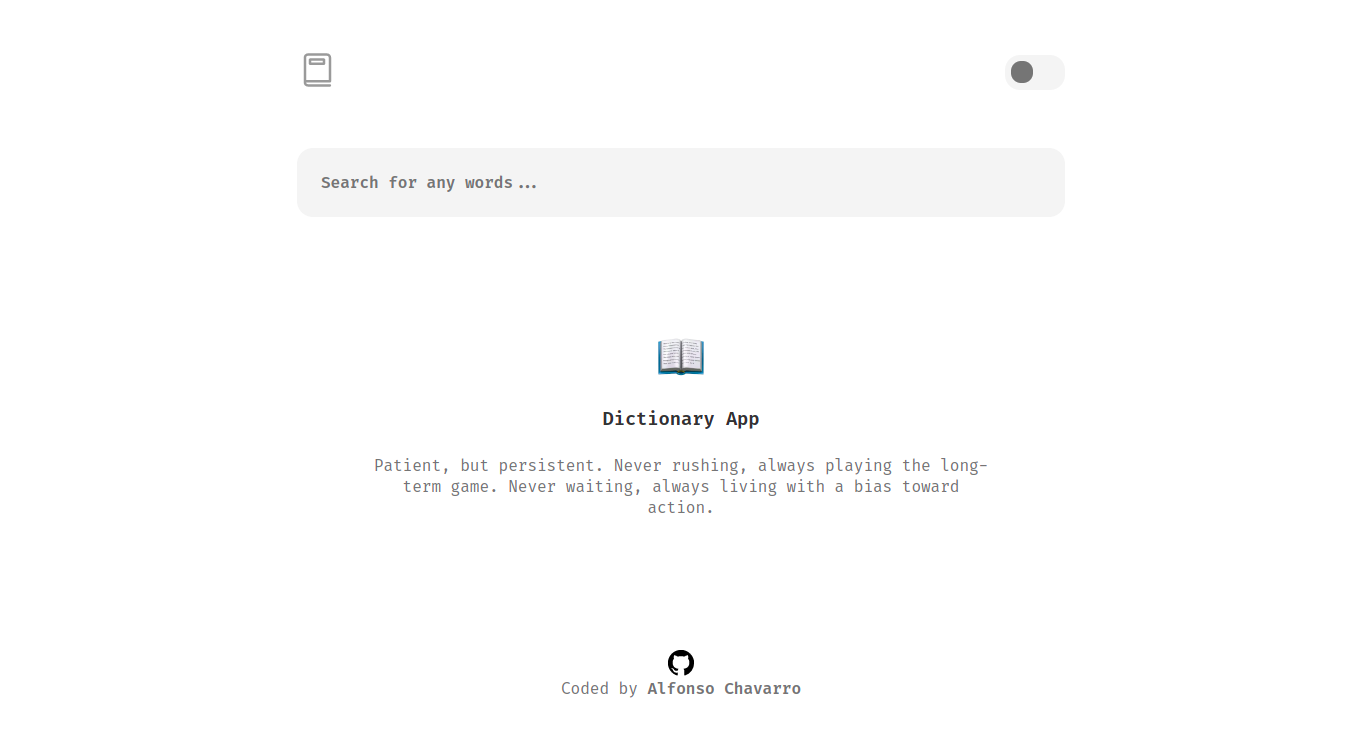 Search for any words...
Dictionary App
Patient, but persistent. Never rushing, always playing the long-
term game. Never waiting, always living with a bias toward
action.
Coded by Alfonso Chavarro